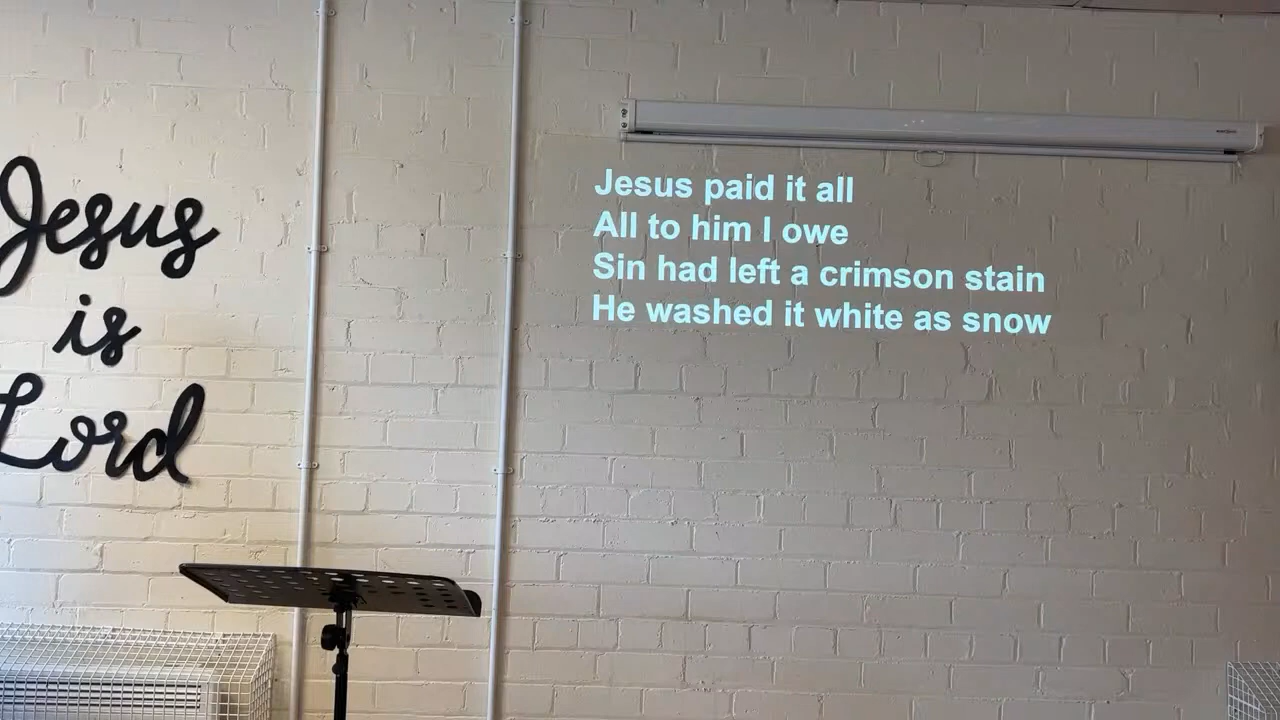 Jesus
is
Lord
Jesus paid it all
All to him I owe
Sin had left a crimson stain
He washed it white as snow